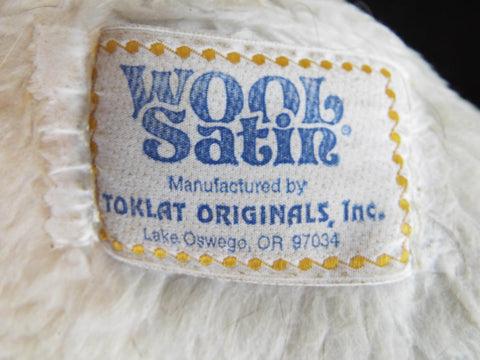 WOOL
Satin®
Manufactured by
TOKLAT ORIGINALS, Inc.
Lake Oswego, OR 97034